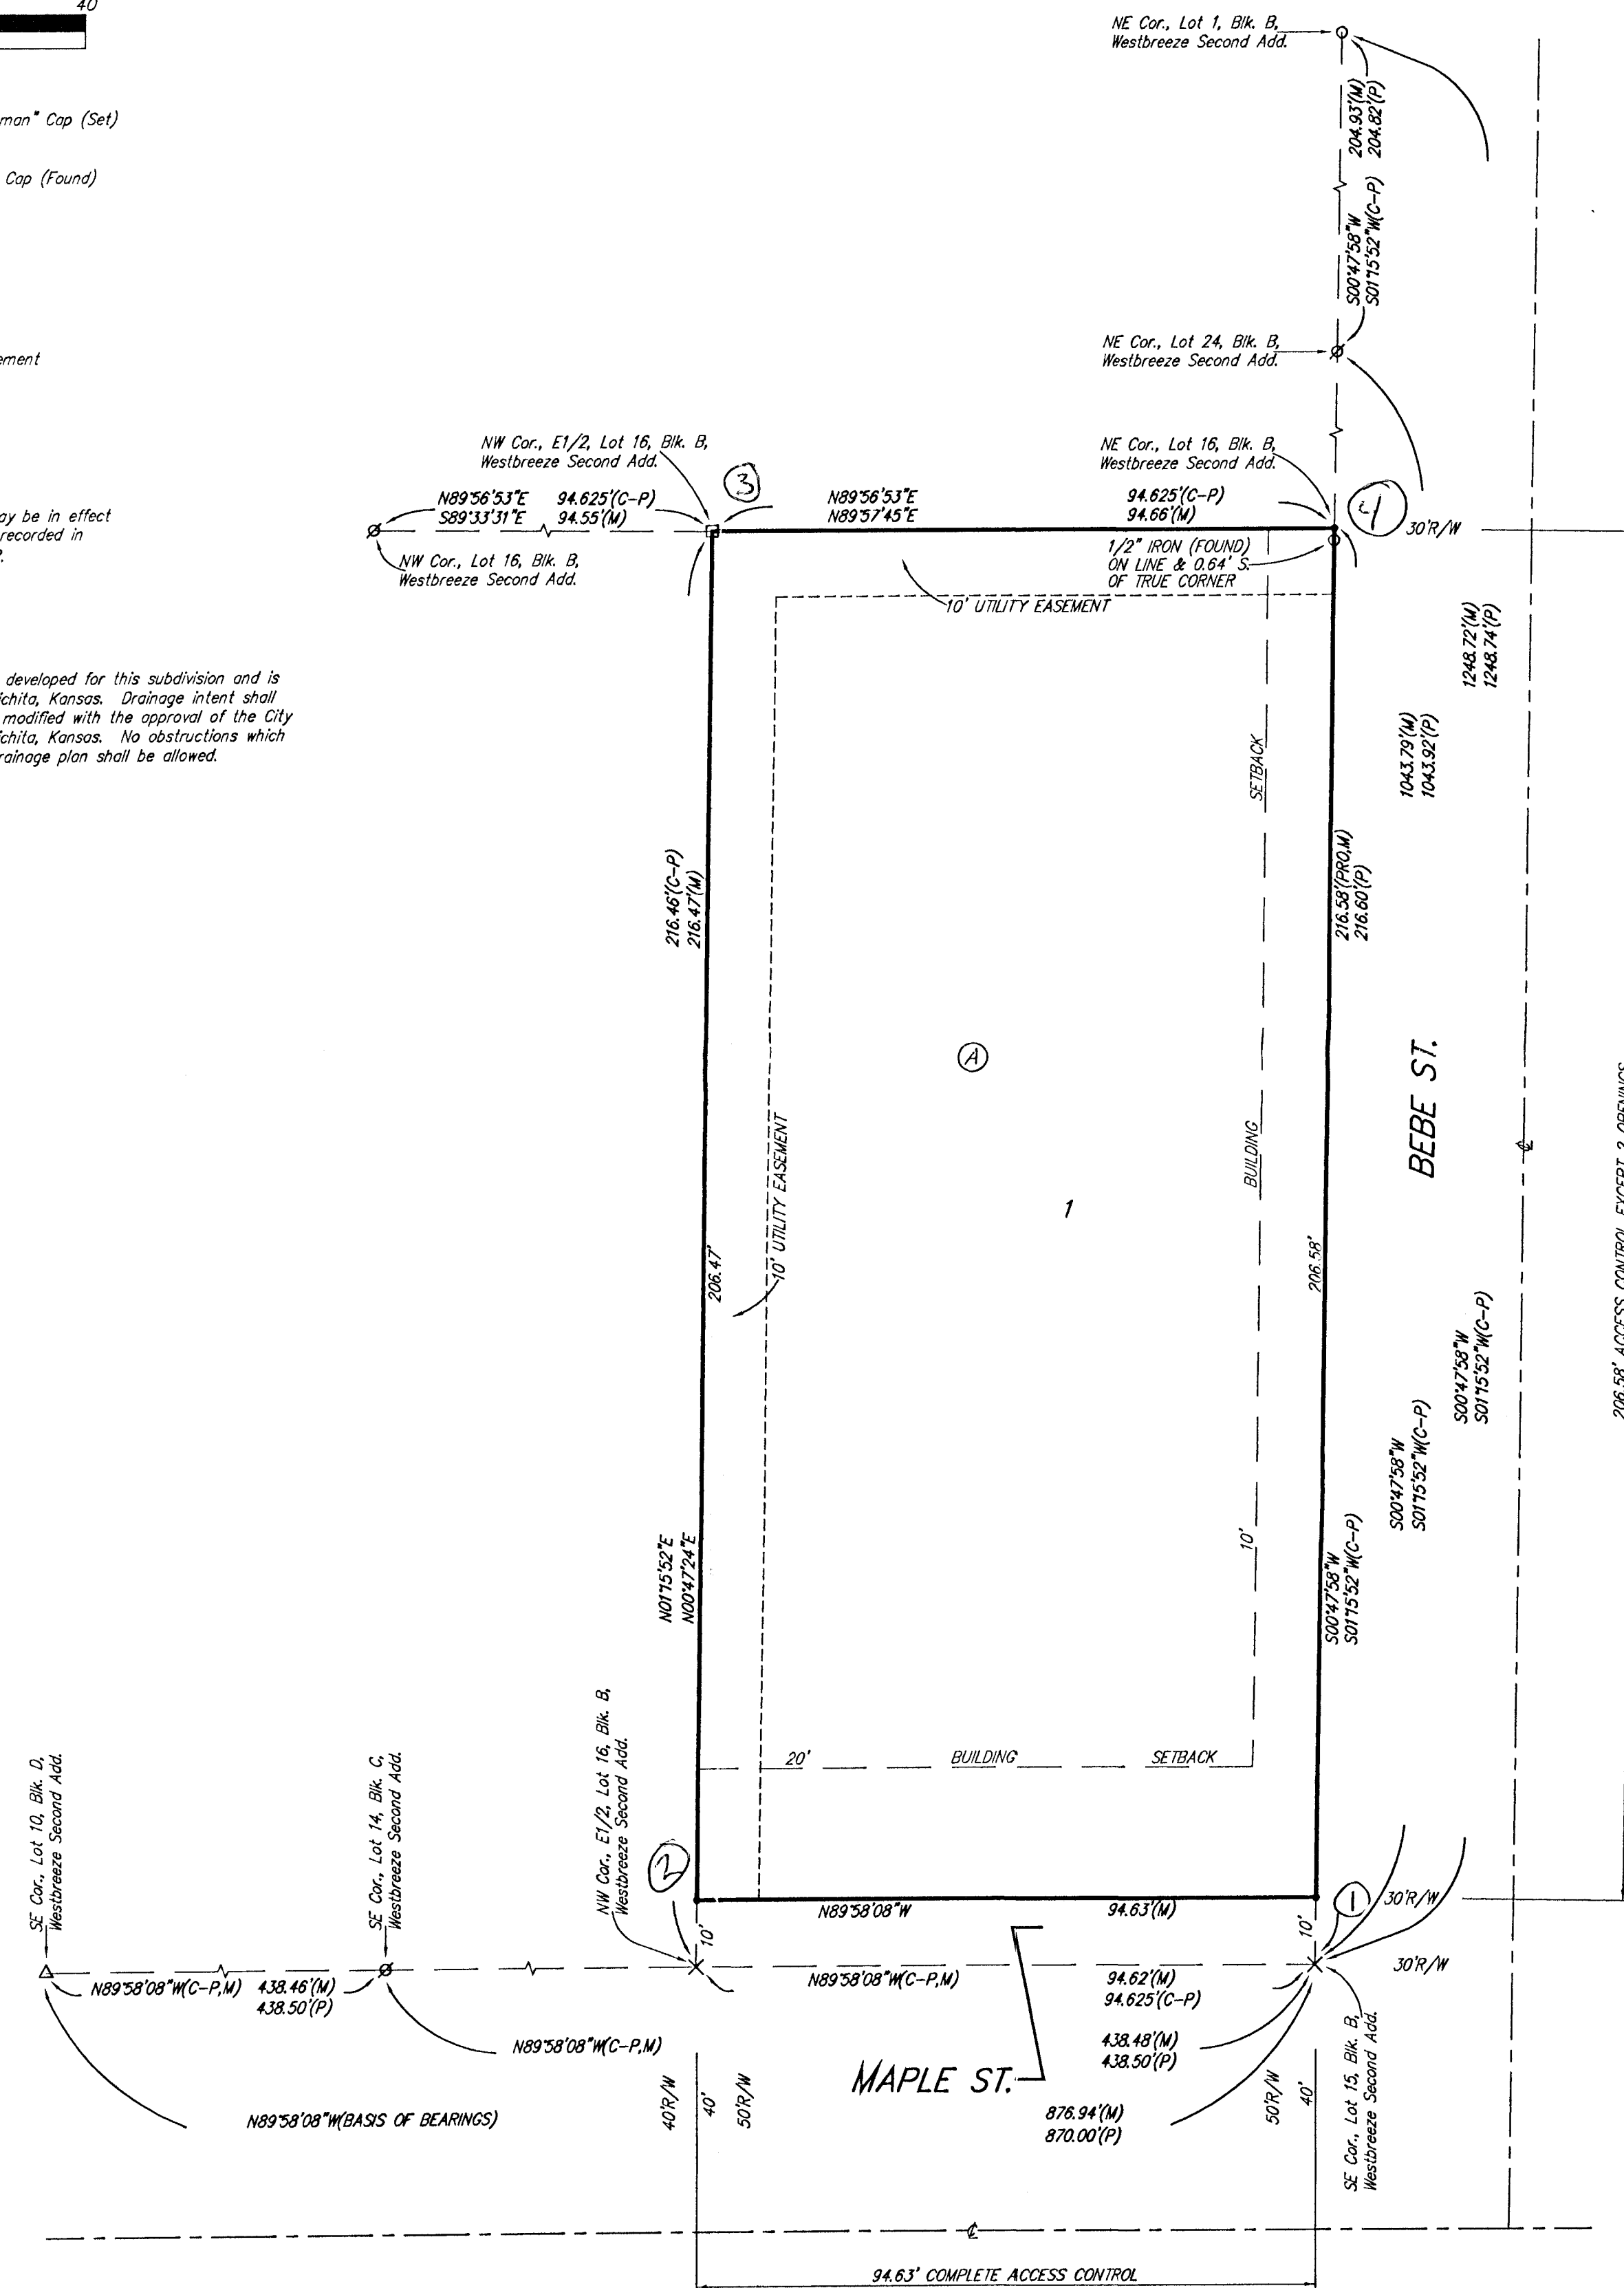 40
NE Cor., Lot 1, Blk. B,
Westbreeze Second Add.
man" Cap (Set)
Cap (Found)
204.93'(M)
204.82'(P)
S00°47'58"W
S01°15'52"W(C-P)
ement
NE Cor., Lot 24, Blk. B,
Westbreeze Second Add.
NW Cor., E1/2, Lot 16, Blk. B,
Westbreeze Second Add.
NE Cor., Lot 16, Blk. B,
Westbreeze Second Add.
3
4
N89°56'53"E 94.625'(C-P)
S89°33'31"E 94.55'(M)
N89°56'53"E 94.625'(C-P)
N89°57'45"E 94.66'(M)
30'R/W
ay be in effect
recorded in
NW Cor., Lot 16, Blk. B,
Westbreeze Second Add.
1/2" IRON (FOUND)
ON LINE & 0.64' S.
OF TRUE CORNER
10' UTILITY EASEMENT
developed for this subdivision and is
ichita, Kansas. Drainage intent shall
modified with the approval of the City
ichita, Kansas. No obstructions which
rainage plan shall be allowed.
1248.72'(M)
1248.74'(P)
1043.79'(M)
1043.92'(P)
SETBACK
216.46'(C-P)
216.47'(M)
216.58'(PRO,M)
216.60'(P)
A
BEBE ST.
℄
BUILDING
10' UTILITY EASEMENT
1
206.47'
206.58'
206.58' ACCESS CONTROL EXCEPT 2 OPENINGS
S00°47'58"W
S01°15'52"W(C-P)
S00°47'58"W
S01°15'52"W(C-P)
S00°47'58"W
S01°15'52"W(C-P)
10'
N01°15'52"E
N00°47'24"E
20' BUILDING SETBACK
SE Cor., Lot 10, Blk. D,
Westbreeze Second Add.
SE Cor., Lot 14, Blk. C,
Westbreeze Second Add.
NW Cor., E1/2, Lot 16, Blk. B,
Westbreeze Second Add.
2
1
N89°58'08"W 94.63'(M)
30'R/W
10'
10'
N89°58'08"W(C-P,M) 438.46'(M)
438.50'(P)
N89°58'08"W(C-P,M)
94.62'(M)
94.625'(C-P)
30'R/W
N89°58'08"W(C-P,M)
438.48'(M)
438.50'(P)
MAPLE ST.
N89°58'08"W(BASIS OF BEARINGS)
876.94'(M)
870.00'(P)
40'R/W
40'
50'R/W
50'R/W
40'
SE Cor., Lot 15, Blk. B,
Westbreeze Second Add.
℄
94.63' COMPLETE ACCESS CONTROL